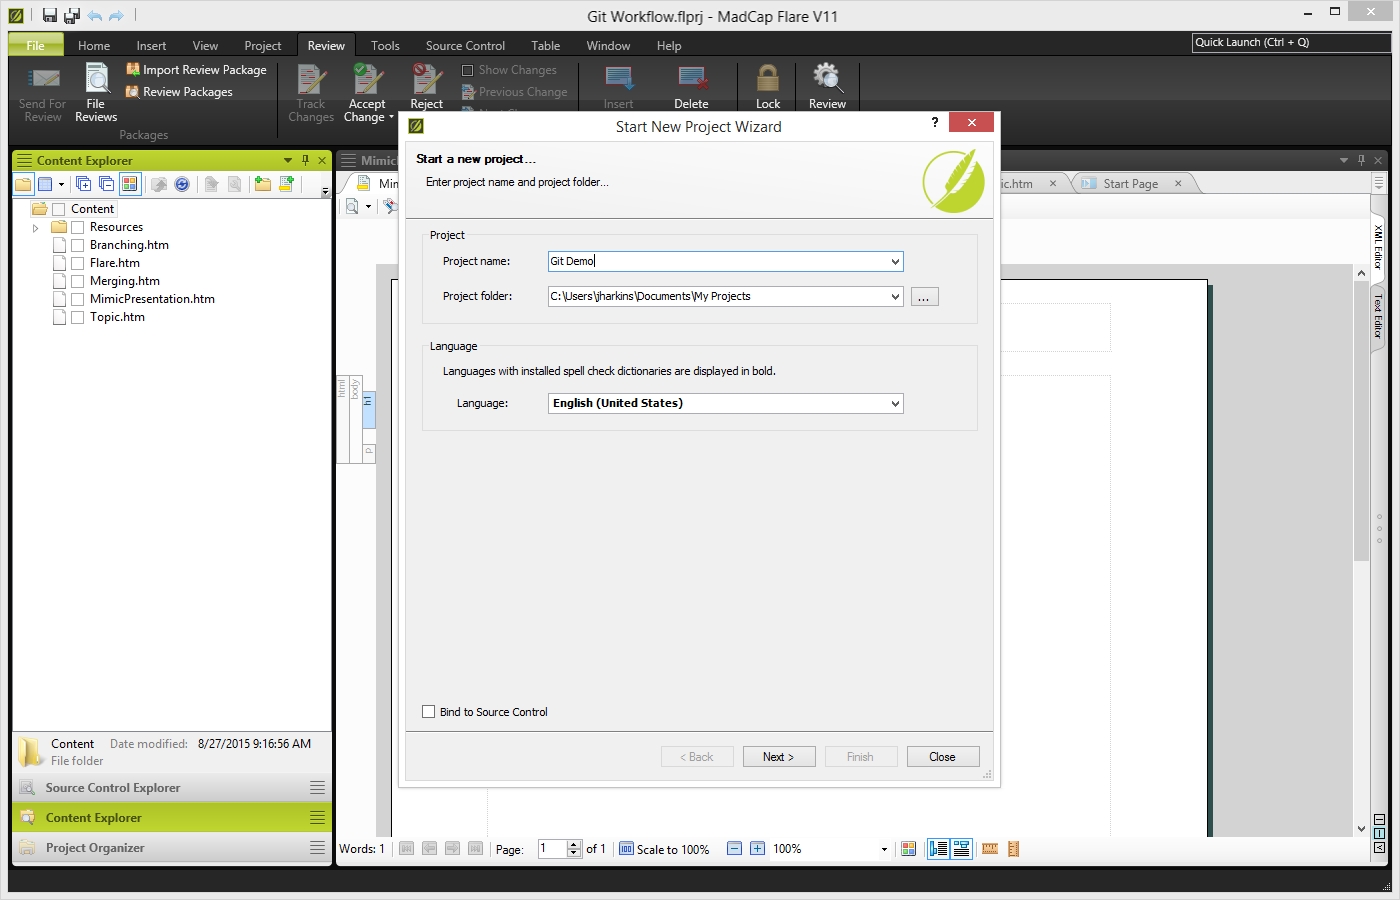 Git Workflow.flprj - MadCap Flare V11
File Home Insert View Project Review Tools Source Control Table Window Help
Quick Launch (Ctrl + Q)
Send For Review
File Reviews
Import Review Package
Review Packages
Packages
Track Changes
Accept Change
Reject
Show Changes
Previous Change
Insert
Delete
Lock
Review
Content Explorer
Content
Resources
Branching.htm
Flare.htm
Merging.htm
MimicPresentation.htm
Topic.htm
Content Date modified: 8/27/2015 9:16:56 AM
File folder
Source Control Explorer
Content Explorer
Project Organizer
Mimic
Mim
ic.htm
Start Page
html
body
h1
p
XML Editor
Text Editor
Start New Project Wizard
?
Start a new project...
Enter project name and project folder...
Project
Project name: Git Demo
Project folder: C:\Users\jharkins\Documents\My Projects ...
Language
Languages with installed spell check dictionaries are displayed in bold.
Language: English (United States)
Bind to Source Control
< Back Next > Finish Close
Words: 1 Page: 1 of 1 Scale to 100% 100%